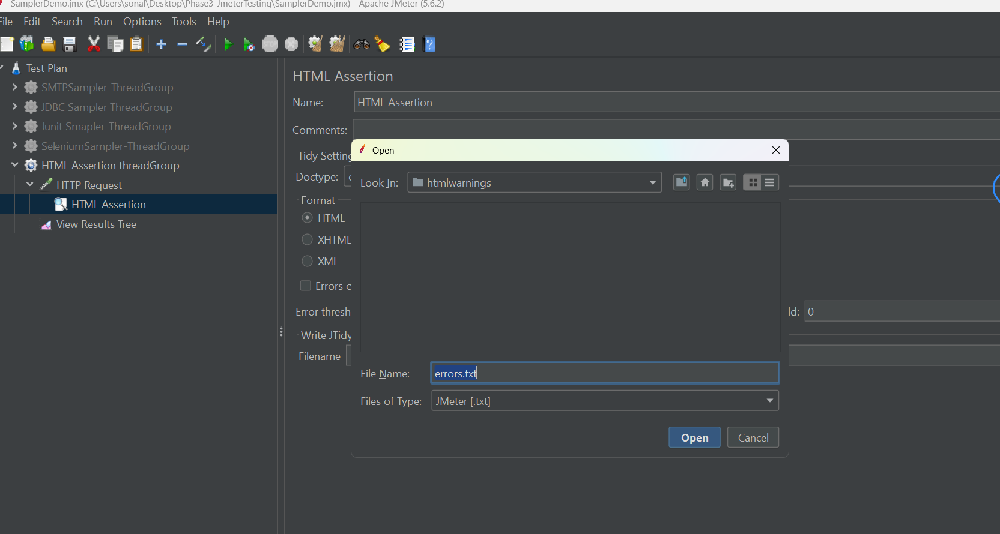 SamplerDemo.jmx (C:\Users\sonal\Desktop\Phase3-JmeterTesting\SamplerDemo.jmx) - Apache JMeter (5.6.2)
File Edit Search Run Options Tools Help
STOP
Test Plan
SMTPSampler-ThreadGroup
JDBC Sampler ThreadGroup
Junit Smapler-ThreadGroup
SeleniumSampler-ThreadGroup
HTML Assertion threadGroup
HTTP Request
HTML Assertion
View Results Tree
HTML Assertion
Name: HTML Assertion
Comments:
Tidy Setting
Doctype:
Format
HTML
XHTML
XML
Errors o
Error thresh
ld: 0
Write JTidy
Filename
Open
Look In: htmlwarnings
File Name: errors.txt
Files of Type: JMeter [.txt]
Open Cancel